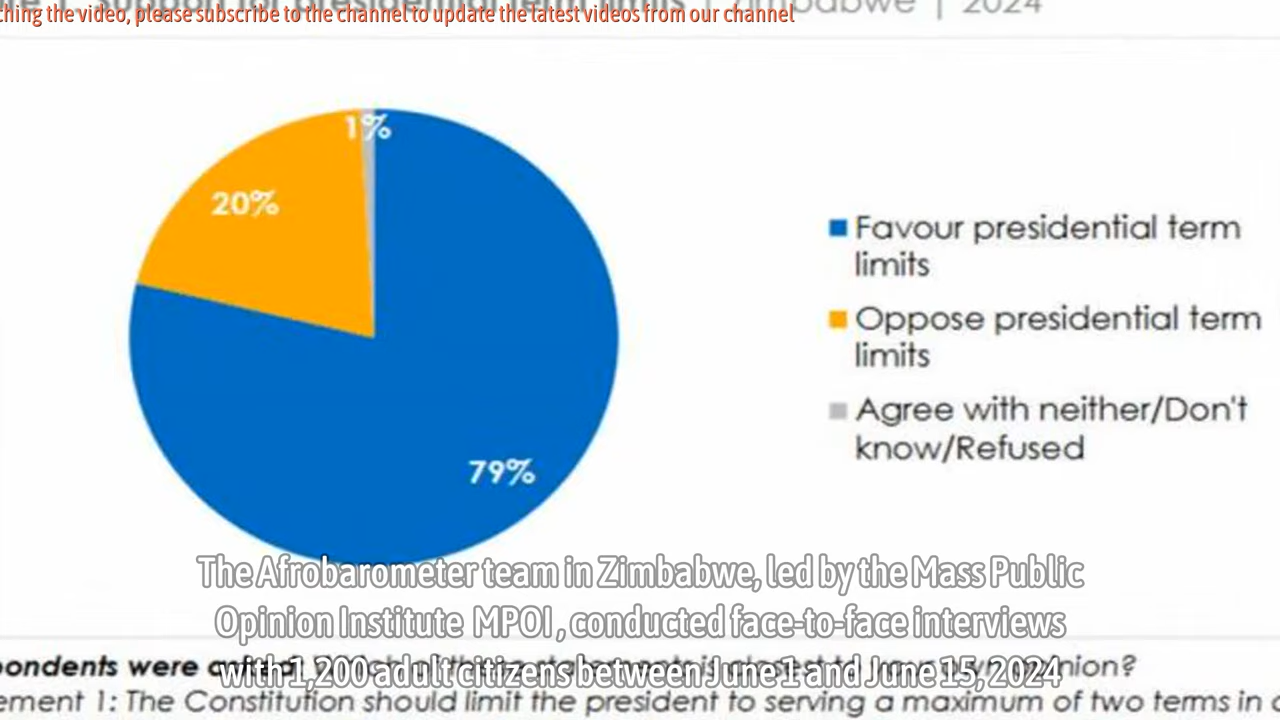 ching the video, please subscribe to the channel to update the latest videos from our channel
2024
1%
20%
79%
Favour presidential term
limits
Oppose presidential term
limits
Agree with neither/Don't
know/Refused
The Afrobarometer team in Zimbabwe, led by the Mass Public
Opinion Institute MPOI , conducted face-to-face interviews
with 1,200 adult citizens between June 1 and June 15, 2024
pondents were
ement 1: The Constitution should limit the president to serving a maximum of two terms in